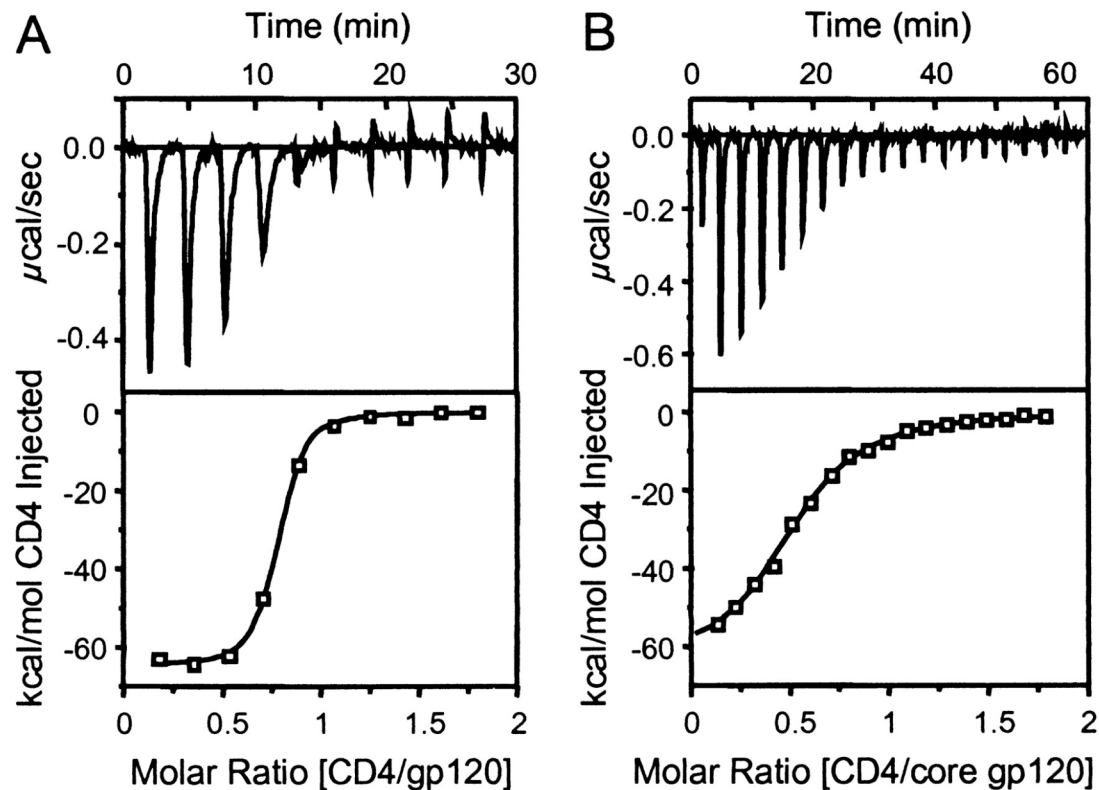 A
Time (min)
0 10 20 30
µcal/sec
0.0
-0.2
-0.4
kcal/mol CD4 Injected
0
-20
-40
-60
0 0.5 1 1.5 2
Molar Ratio [CD4/gp120]
B
Time (min)
0 20 40 60
µcal/sec
0.0
-0.2
-0.4
-0.6
kcal/mol CD4 Injected
0
-20
-40
-60
0 0.5 1 1.5 2
Molar Ratio [CD4/core gp120]